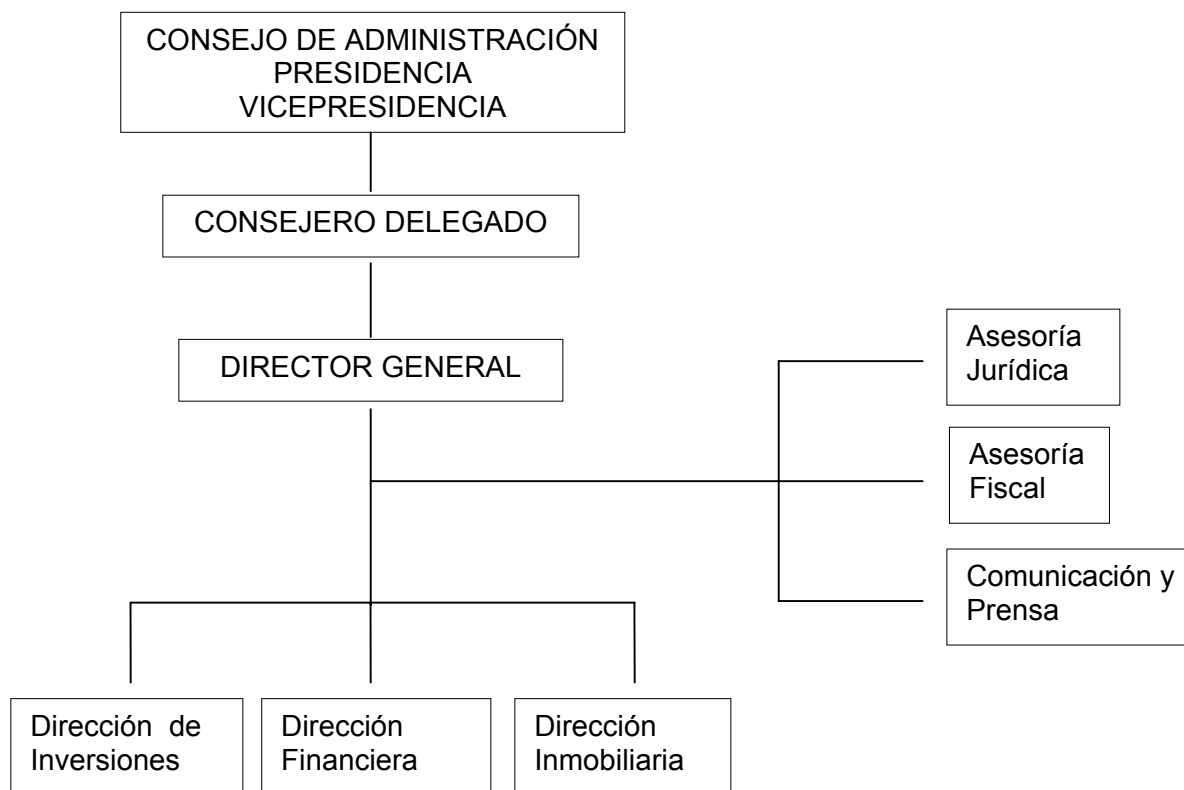 CONSEJO DE ADMINISTRACIÓN
PRESIDENCIA
VICEPRESIDENCIA
CONSEJERO DELEGADO
DIRECTOR GENERAL
Asesoría
Jurídica
Asesoría
Fiscal
Comunicación y
Prensa
Dirección de
Inversiones
Dirección
Financiera
Dirección
Inmobiliaria